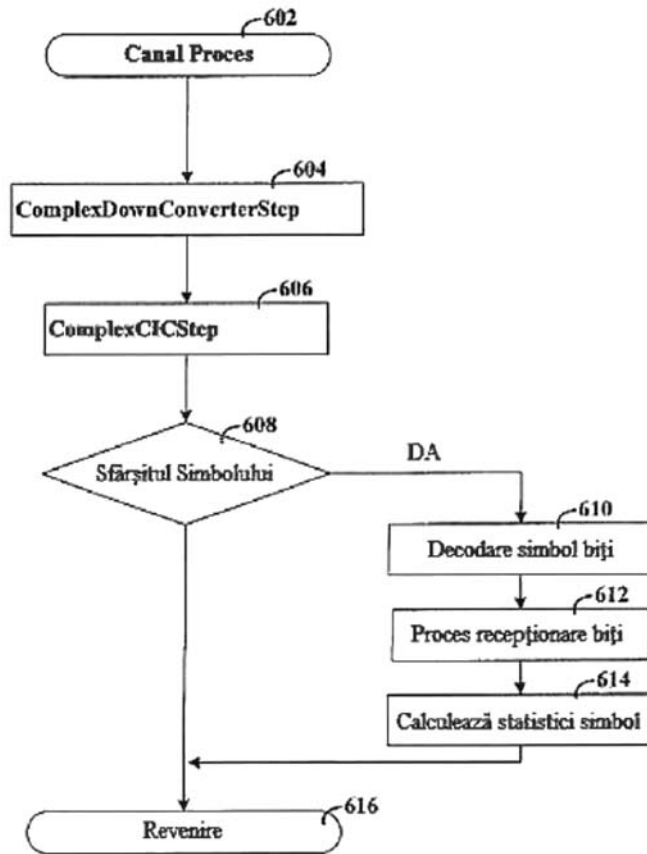 602
Canal Proces
604
ComplexDownConverterStep
606
ComplexCICStep
608
Sfârșitul Simbolului
DA
610
Decodare simbol biți
612
Proces recepționare biți
614
Calculează statistici simbol
616
Revenire